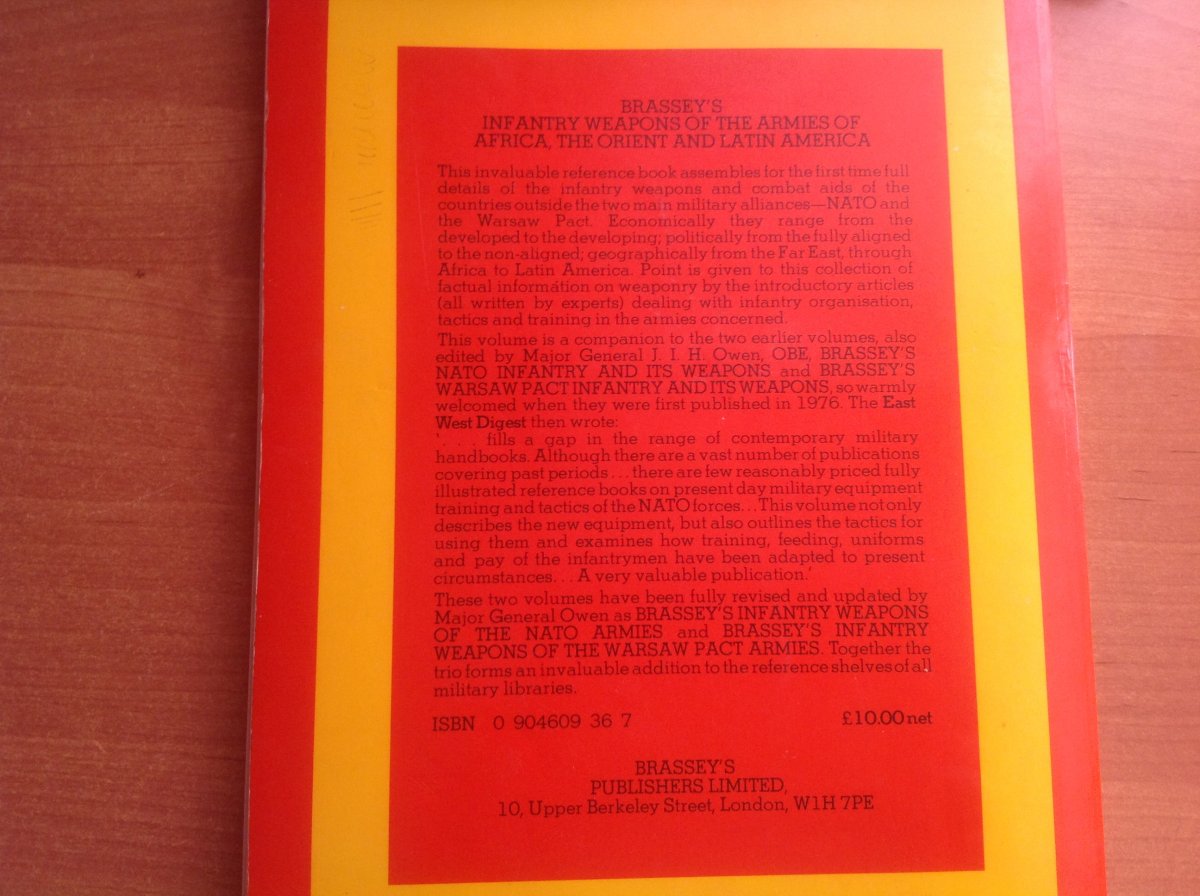 BRASSEY'S
INFANTRY WEAPONS OF THE ARMIES OF
AFRICA, THE ORIENT AND LATIN AMERICA
This invaluable reference book assembles for the first time full
details of the infantry weapons and combat aids of the
countries outside the two main military alliances—NATO and
the Warsaw Pact. Economically they range from the
developed to the developing; politically from the fully aligned
to the non-aligned; geographically from the Far East, through
Africa to Latin America. Point is given to this collection of
factual information on weaponry by the introductory articles
(all written by experts) dealing with infantry organisation,
tactics and training in the armies concerned.
This volume is a companion to the two earlier volumes, also
edited by Major General J. I. H. Owen, OBE, BRASSEY'S
NATO INFANTRY AND ITS WEAPONS and BRASSEY'S
WARSAW PACT INFANTRY AND ITS WEAPONS, so warmly
welcomed when they were first published in 1976. The East
West Digest then wrote:
'. . . fills a gap in the range of contemporary military
handbooks. Although there are a vast number of publications
covering past periods . . . there are few reasonably priced fully
illustrated reference books on present day military equipment
training and tactics of the NATO forces. . . This volume not only
describes the new equipment, but also outlines the tactics for
using them and examines how training, feeding, uniforms
and pay of the infantrymen have been adapted to present
circumstances. . . A very valuable publication.'
These two volumes have been fully revised and updated by
Major General Owen as BRASSEY'S INFANTRY WEAPONS
OF THE NATO ARMIES and BRASSEY'S INFANTRY
WEAPONS OF THE WARSAW PACT ARMIES. Together the
trio forms an invaluable addition to the reference shelves of all
military libraries.
ISBN 0 904609 36 7 £10.00 net
BRASSEY'S
PUBLISHERS LIMITED,
10, Upper Berkeley Street, London, W1H 7PE